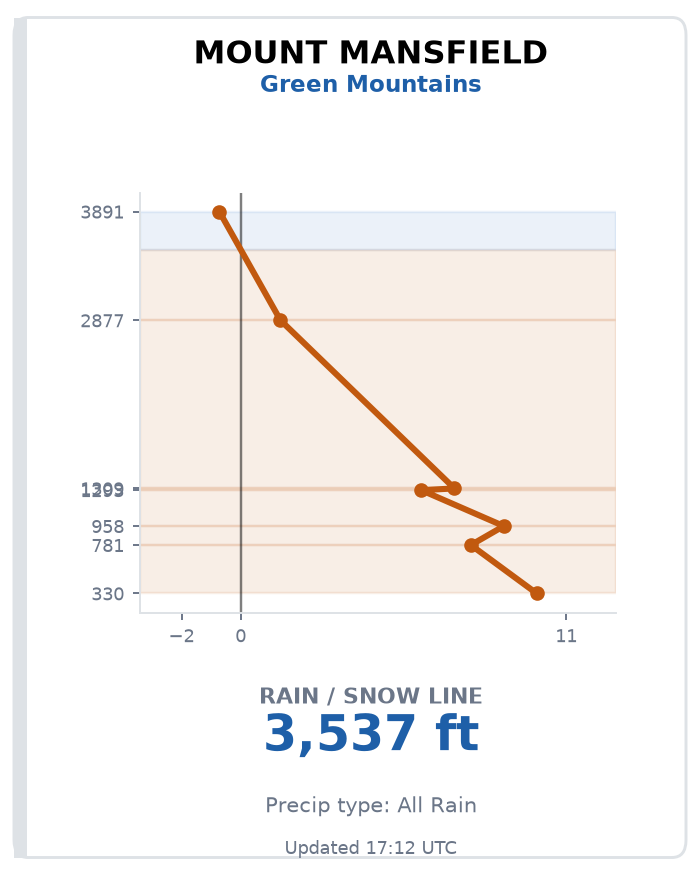 MOUNT MANSFIELD
Green Mountains
3891
2877
958
781
330
−2 0 11
RAIN / SNOW LINE
3,537 ft
Precip type: All Rain
Updated 17:12 UTC